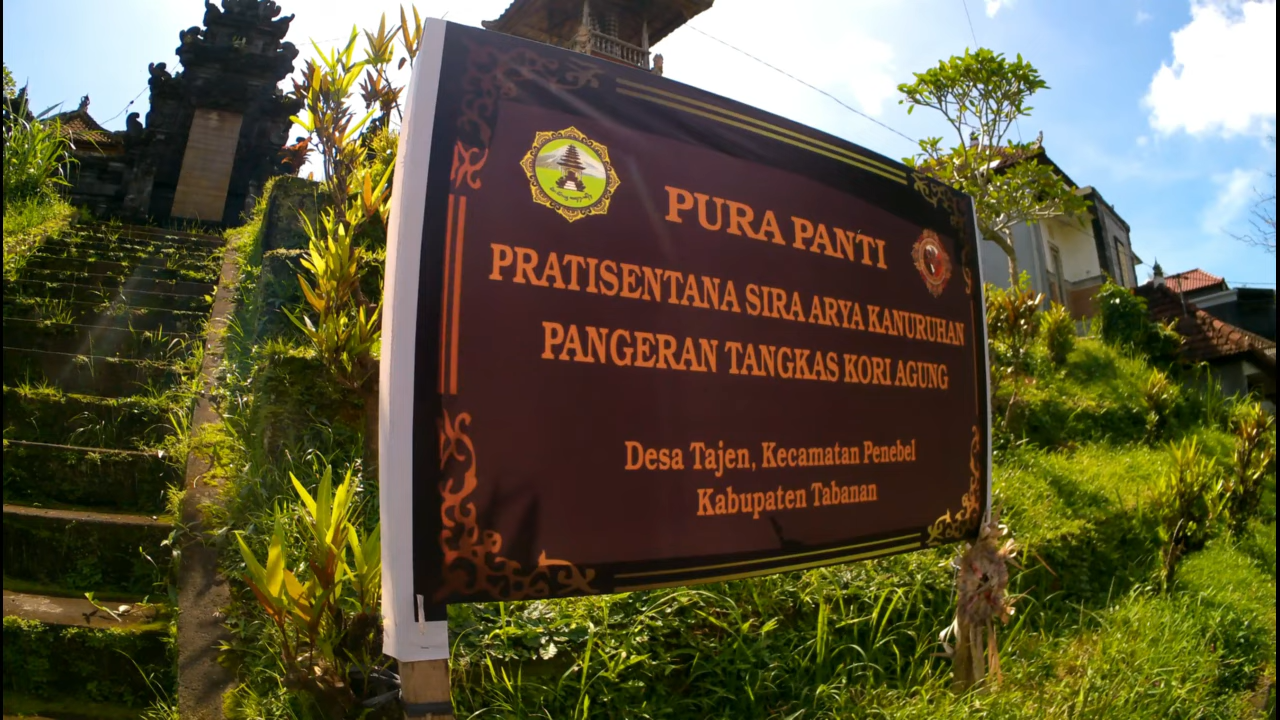 PURA PANTI
PRATISENTANA SIRA ARYA KANURUHAN
PANGERAN TANGKAS KORI AGUNG
Desa Tajen, Kecamatan Penebel
Kabupaten Tabanan